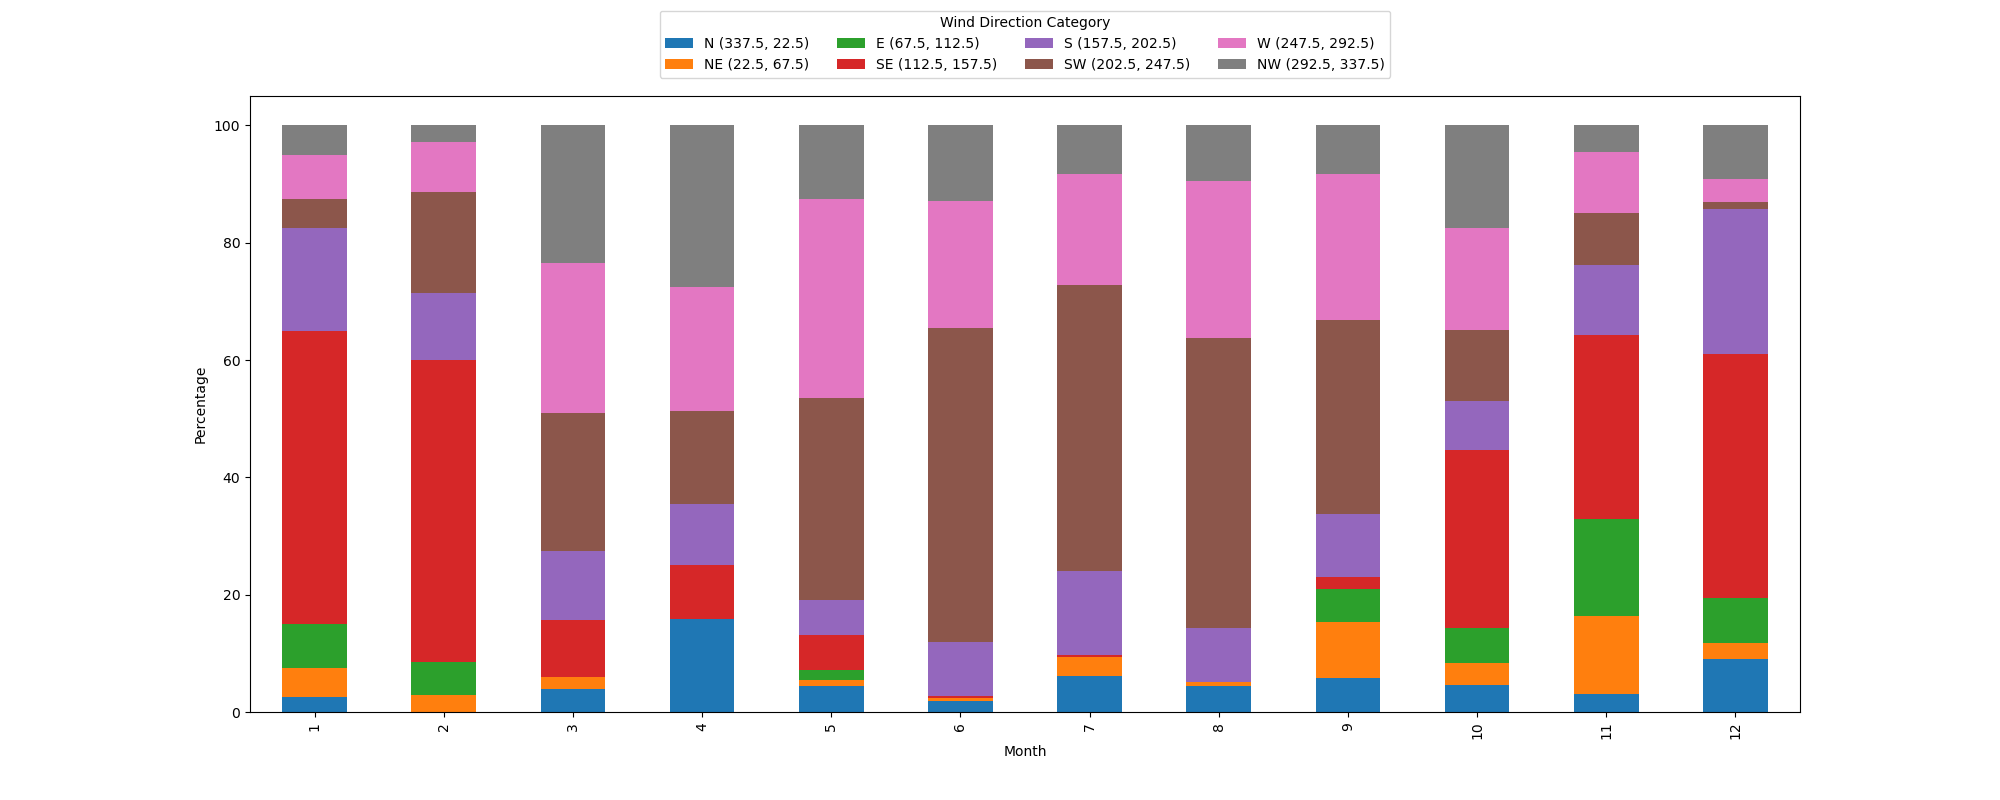 Wind Direction Category
N (337.5, 22.5) E (67.5, 112.5) S (157.5, 202.5) W (247.5, 292.5)
NE (22.5, 67.5) SE (112.5, 157.5) SW (202.5, 247.5) NW (292.5, 337.5)
100
80
60
40
20
0
Percentage
1 2 3 4 5 6 7 8 9 10 11 12
Month